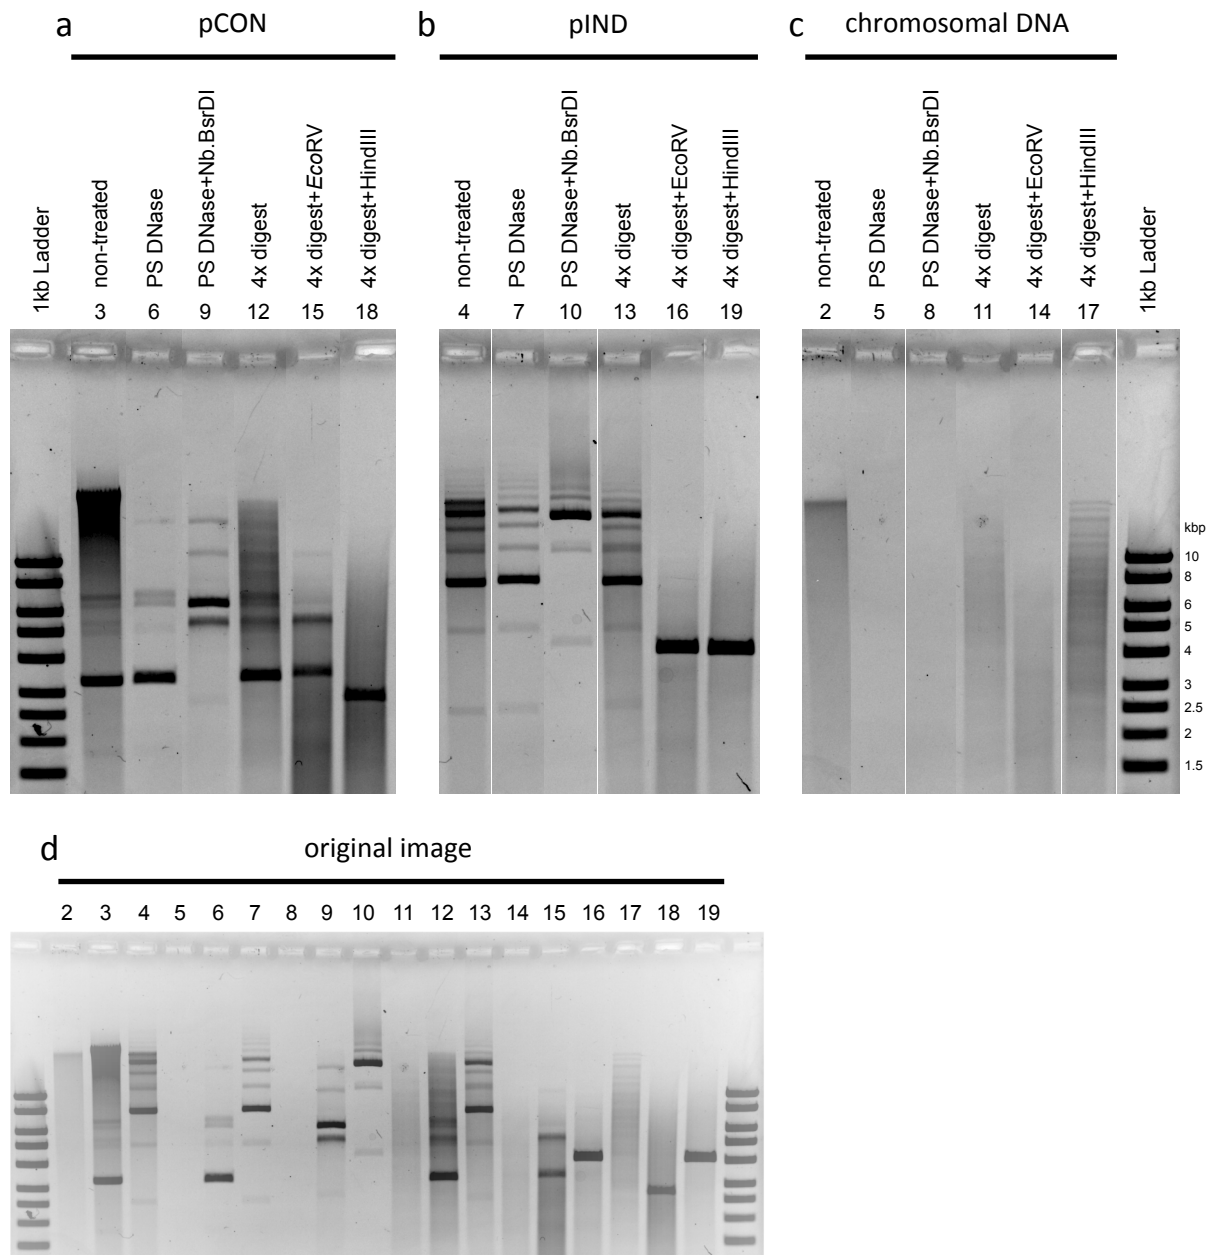 a pCON
b pIND
c chromosomal DNA
1kb Ladder
non-treated
PS DNase
PS DNase+Nb.BsrDI
4x digest
4x digest+EcoRV
4x digest+HindIII
non-treated
PS DNase
PS DNase+Nb.BsrDI
4x digest
4x digest+EcoRV
4x digest+HindIII
non-treated
PS DNase
PS DNase+Nb.BsrDI
4x digest
4x digest+EcoRV
4x digest+HindIII
1kb Ladder
3 6 9 12 15 18
4 7 10 13 16 19
2 5 8 11 14 17
kbp
10
8
6
5
4
3
2.5
2
1.5
d original image
2 3 4 5 6 7 8 9 10 11 12 13 14 15 16 17 18 19